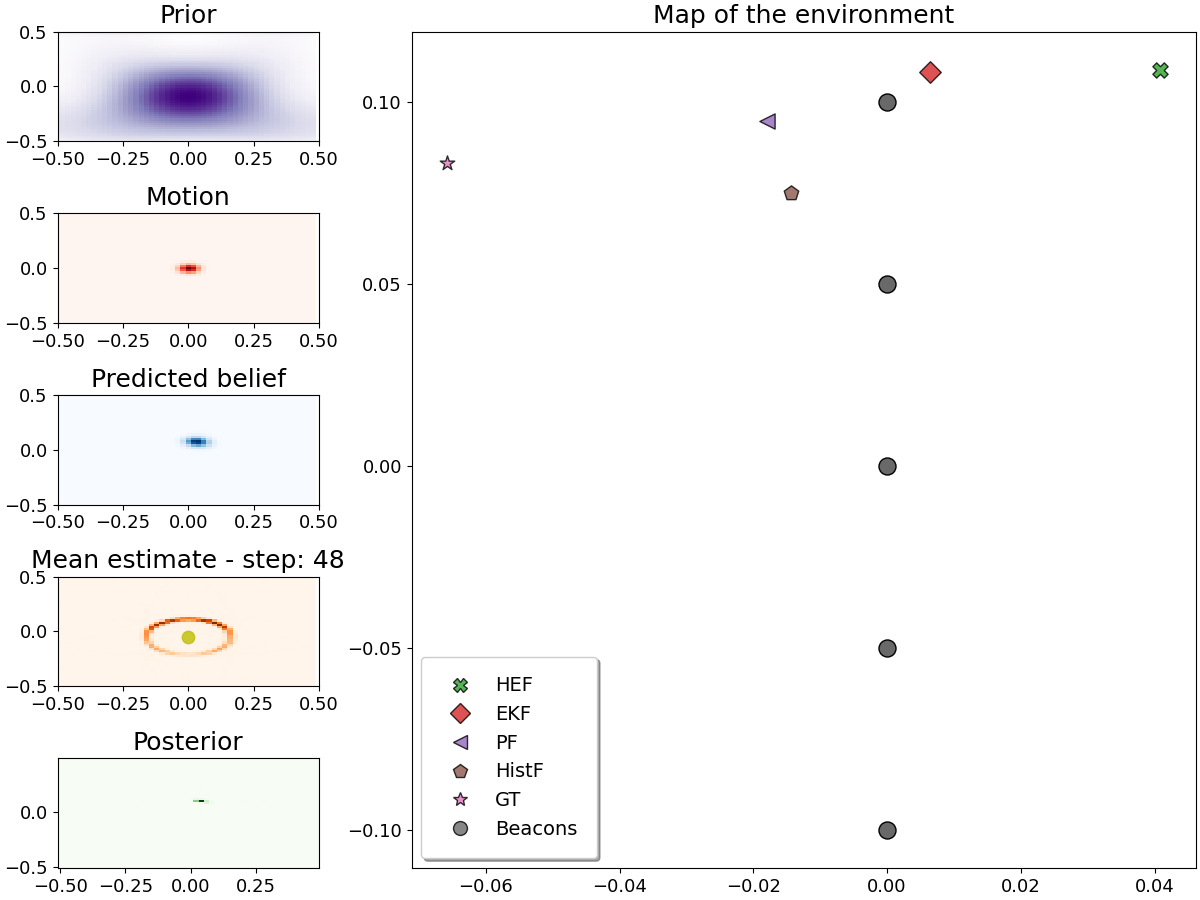 Prior
0.5
0.0
−0.5
−0.50 −0.25 0.00 0.25 0.50
Motion
0.5
0.0
−0.5
−0.50 −0.25 0.00 0.25 0.50
Predicted belief
0.5
0.0
−0.5
−0.50 −0.25 0.00 0.25 0.50
Mean estimate - step: 48
0.5
0.0
−0.5
−0.50 −0.25 0.00 0.25 0.50
Posterior
0.0
−0.5
−0.50 −0.25 0.00 0.25
Map of the environment
0.10
0.05
0.00
−0.05
−0.10
HEF
EKF
PF
HistF
GT
Beacons
−0.06 −0.04 −0.02 0.00 0.02 0.04